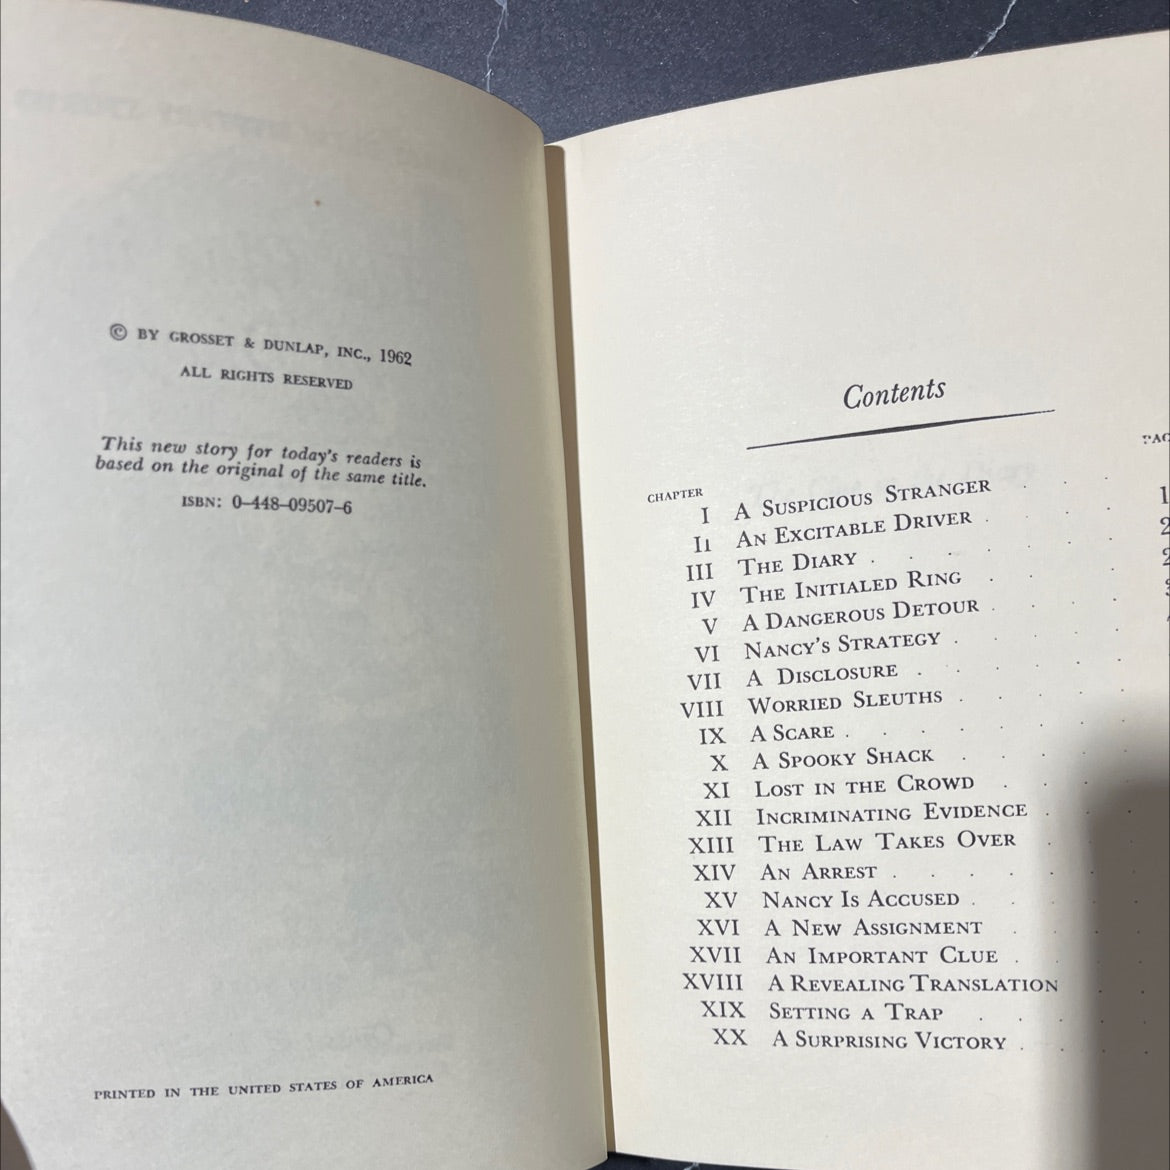 © BY GROSSET & DUNLAP, INC., 1962
ALL RIGHTS RESERVED
This new story for today's readers is
based on the original of the same title.
ISBN: 0-448-09507-6
PRINTED IN THE UNITED STATES OF AMERICA
Contents
CHAPTER
I A SUSPICIOUS STRANGER
II AN EXCITABLE DRIVER
III THE DIARY
IV THE INITIALED RING
V A DANGEROUS DETOUR
VI NANCY'S STRATEGY
VII A DISCLOSURE
VIII WORRIED SLEUTHS
IX A SCARE
X A SPOOKY SHACK
XI LOST IN THE CROWD
XII INCRIMINATING EVIDENCE
XIII THE LAW TAKES OVER
XIV AN ARREST
XV NANCY IS ACCUSED
XVI A NEW ASSIGNMENT
XVII AN IMPORTANT CLUE
XVIII A REVEALING TRANSLATION
XIX SETTING A TRAP
XX A SURPRISING VICTORY